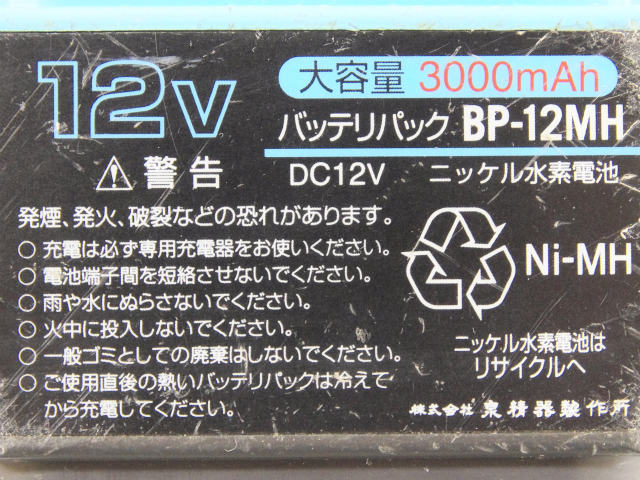 12V
大容量 3000mAh
バッテリパック BP-12MH
DC12V ニッケル水素電池
警告
発煙、発火、破裂などの恐れがあります。
○ 充電は必ず専用充電器をお使いください。
○ 電池端子間を短絡させないでください。
○ 雨や水にぬらさないでください。
○ 火中に投入しないでください。
○ 一般ゴミとしての廃棄はしないでください。
○ ご使用直後の熱いバッテリパックは冷えて
から充電してください。
Ni-MH
ニッケル水素電池は
リサイクルへ
株式会社 泉精器製作所